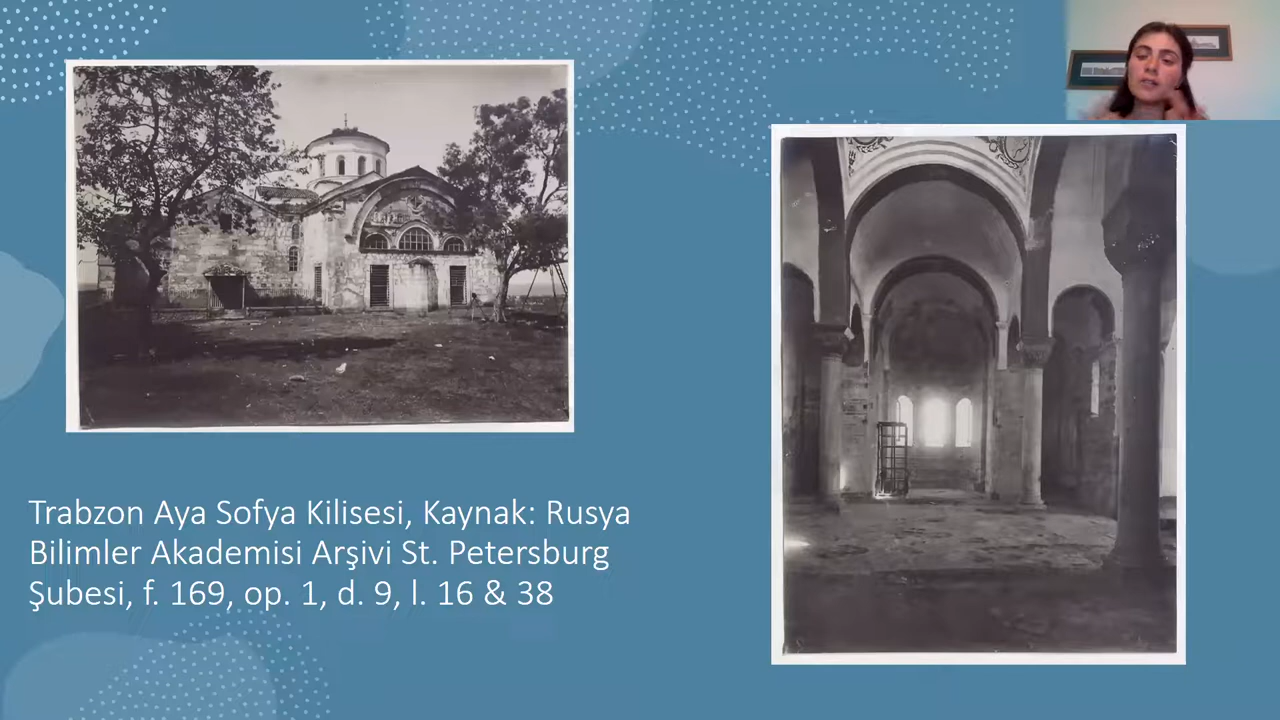 Trabzon Aya Sofya Kilisesi, Kaynak: Rusya
Bilimler Akademisi Arşivi St. Petersburg
Şubesi, f. 169, op. 1, d. 9, l. 16 & 38